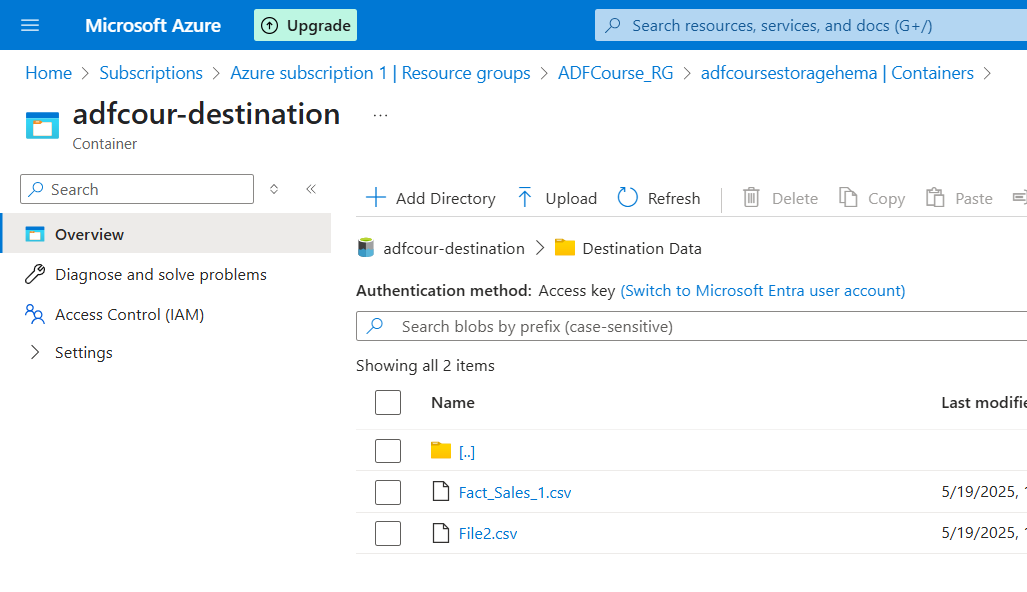 Microsoft Azure Upgrade Search resources, services, and docs (G+/)
Home > Subscriptions > Azure subscription 1 | Resource groups > ADFCourse_RG > adfcoursestoragehema | Containers >
adfcour-destination ...
Container
Search
Add Directory Upload Refresh Delete Copy Paste
Overview
Diagnose and solve problems
Access Control (IAM)
Settings
adfcour-destination > Destination Data
Authentication method: Access key (Switch to Microsoft Entra user account)
Search blobs by prefix (case-sensitive)
Showing all 2 items
Name Last modifie
[..]
Fact_Sales_1.csv 5/19/2025, 1
File2.csv 5/19/2025, 1